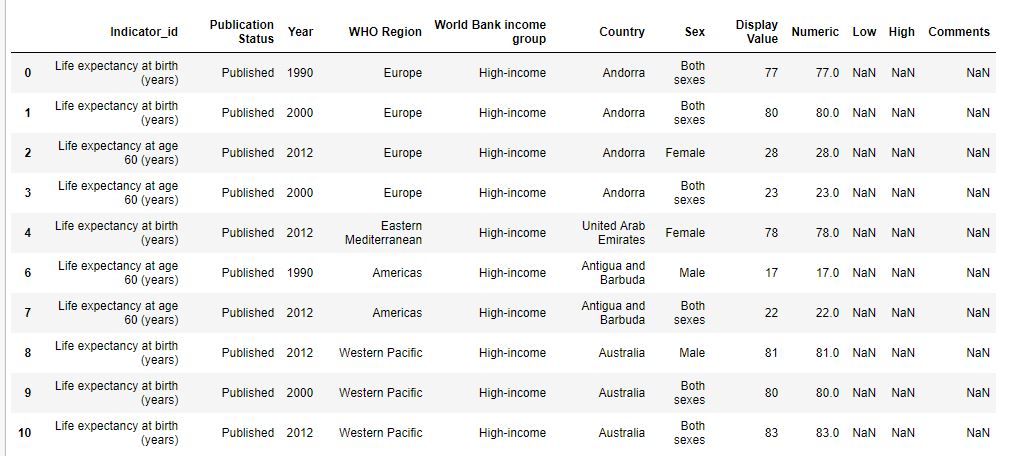 Indicator_id Publication Status Year WHO Region World Bank income group Country Sex Display Value Numeric Low High Comments
0 Life expectancy at birth (years) Published 1990 Europe High-income Andorra Both sexes 77 77.0 NaN NaN NaN
1 Life expectancy at birth (years) Published 2000 Europe High-income Andorra Both sexes 80 80.0 NaN NaN NaN
2 Life expectancy at age 60 (years) Published 2012 Europe High-income Andorra Female 28 28.0 NaN NaN NaN
3 Life expectancy at age 60 (years) Published 2000 Europe High-income Andorra Both sexes 23 23.0 NaN NaN NaN
4 Life expectancy at birth (years) Published 2012 Eastern Mediterranean High-income United Arab Emirates Female 78 78.0 NaN NaN NaN
6 Life expectancy at age 60 (years) Published 1990 Americas High-income Antigua and Barbuda Male 17 17.0 NaN NaN NaN
7 Life expectancy at age 60 (years) Published 2012 Americas High-income Antigua and Barbuda Both sexes 22 22.0 NaN NaN NaN
8 Life expectancy at birth (years) Published 2012 Western Pacific High-income Australia Male 81 81.0 NaN NaN NaN
9 Life expectancy at birth (years) Published 2000 Western Pacific High-income Australia Both sexes 80 80.0 NaN NaN NaN
10 Life expectancy at birth (years) Published 2012 Western Pacific High-income Australia Both sexes 83 83.0 NaN NaN NaN